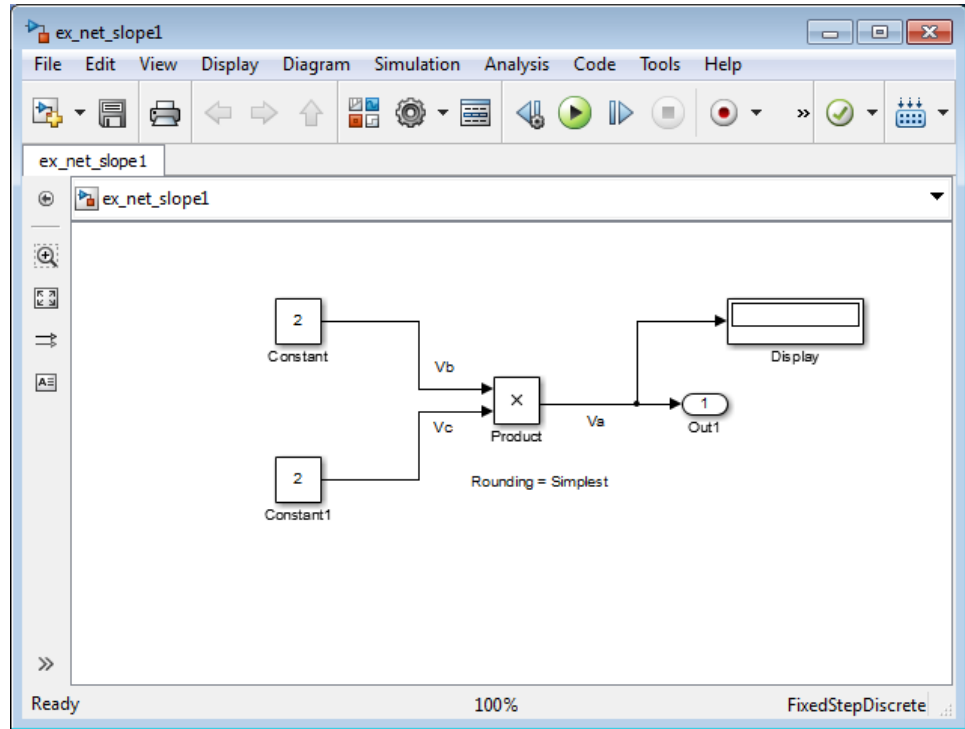 ex_net_slope1
File Edit View Display Diagram Simulation Analysis Code Tools Help
»
ex_net_slope1
ex_net_slope1
2
Constant
Display
Vb
×
1
Vc
Product
Va
Out1
2
Rounding = Simplest
Constant1
»
Ready 100% FixedStepDiscrete